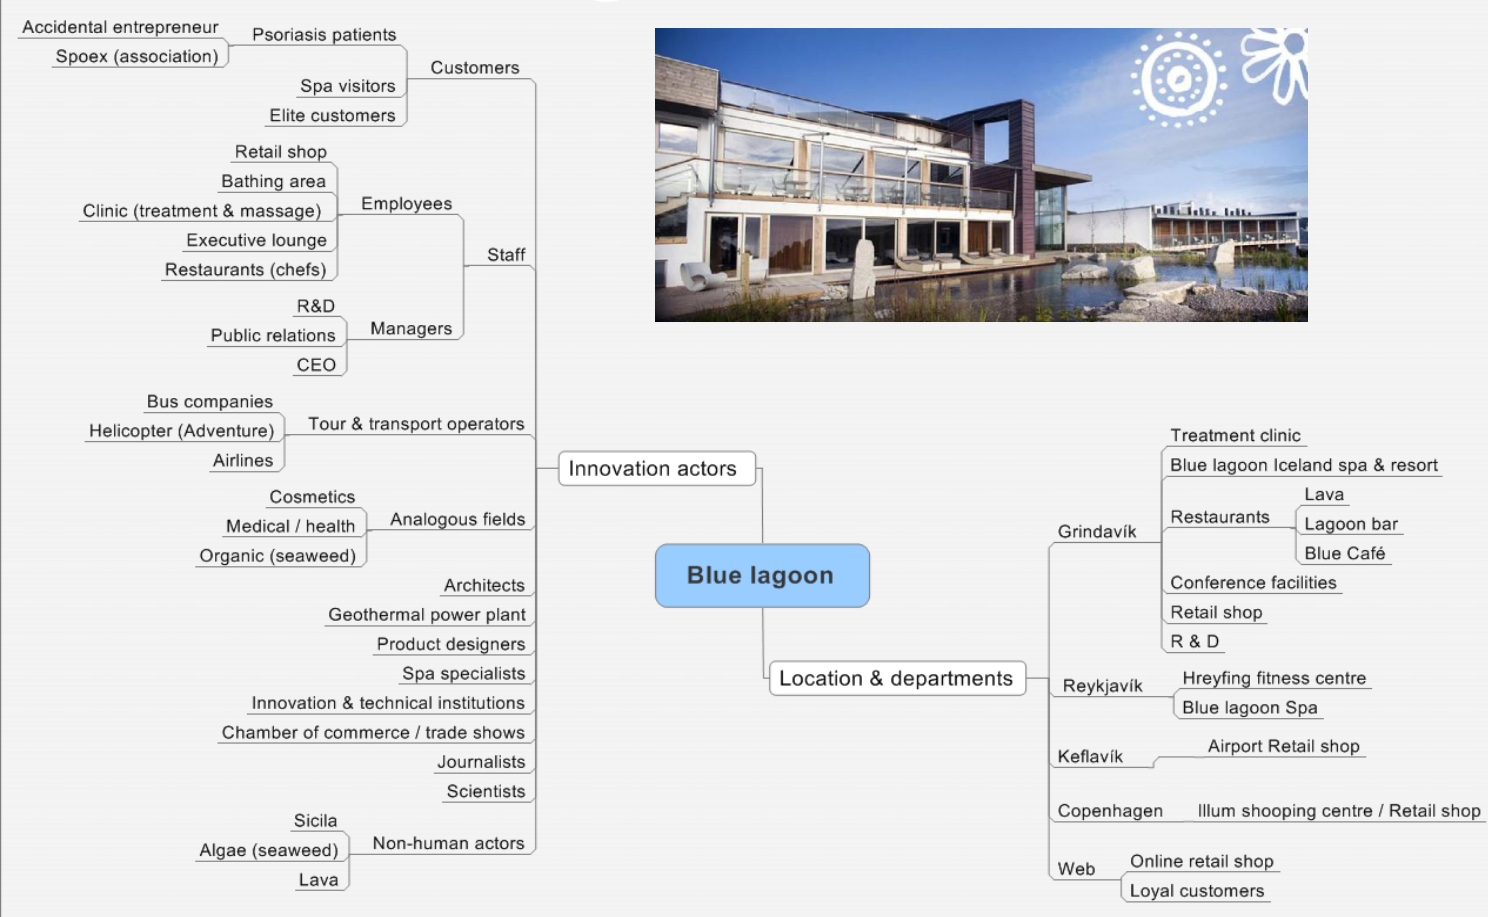 Accidental entrepreneur
Spoex (association)
Psoriasis patients
Spa visitors
Elite customers
Customers
Retail shop
Bathing area
Clinic (treatment & massage)
Executive lounge
Restaurants (chefs)
Employees
R&D
Public relations
CEO
Managers
Staff
Bus companies
Helicopter (Adventure)
Airlines
Tour & transport operators
Cosmetics
Medical / health
Organic (seaweed)
Analogous fields
Architects
Geothermal power plant
Product designers
Spa specialists
Innovation & technical institutions
Chamber of commerce / trade shows
Journalists
Scientists
Sicila
Algae (seaweed)
Lava
Non-human actors
Innovation actors
Blue lagoon
Location & departments
Grindavík
Treatment clinic
Blue lagoon Iceland spa & resort
Restaurants
Lava
Lagoon bar
Blue Café
Conference facilities
Retail shop
R & D
Reykjavík
Hreyfing fitness centre
Blue lagoon Spa
Keflavík
Airport Retail shop
Copenhagen
Illum shooping centre / Retail shop
Web
Online retail shop
Loyal customers